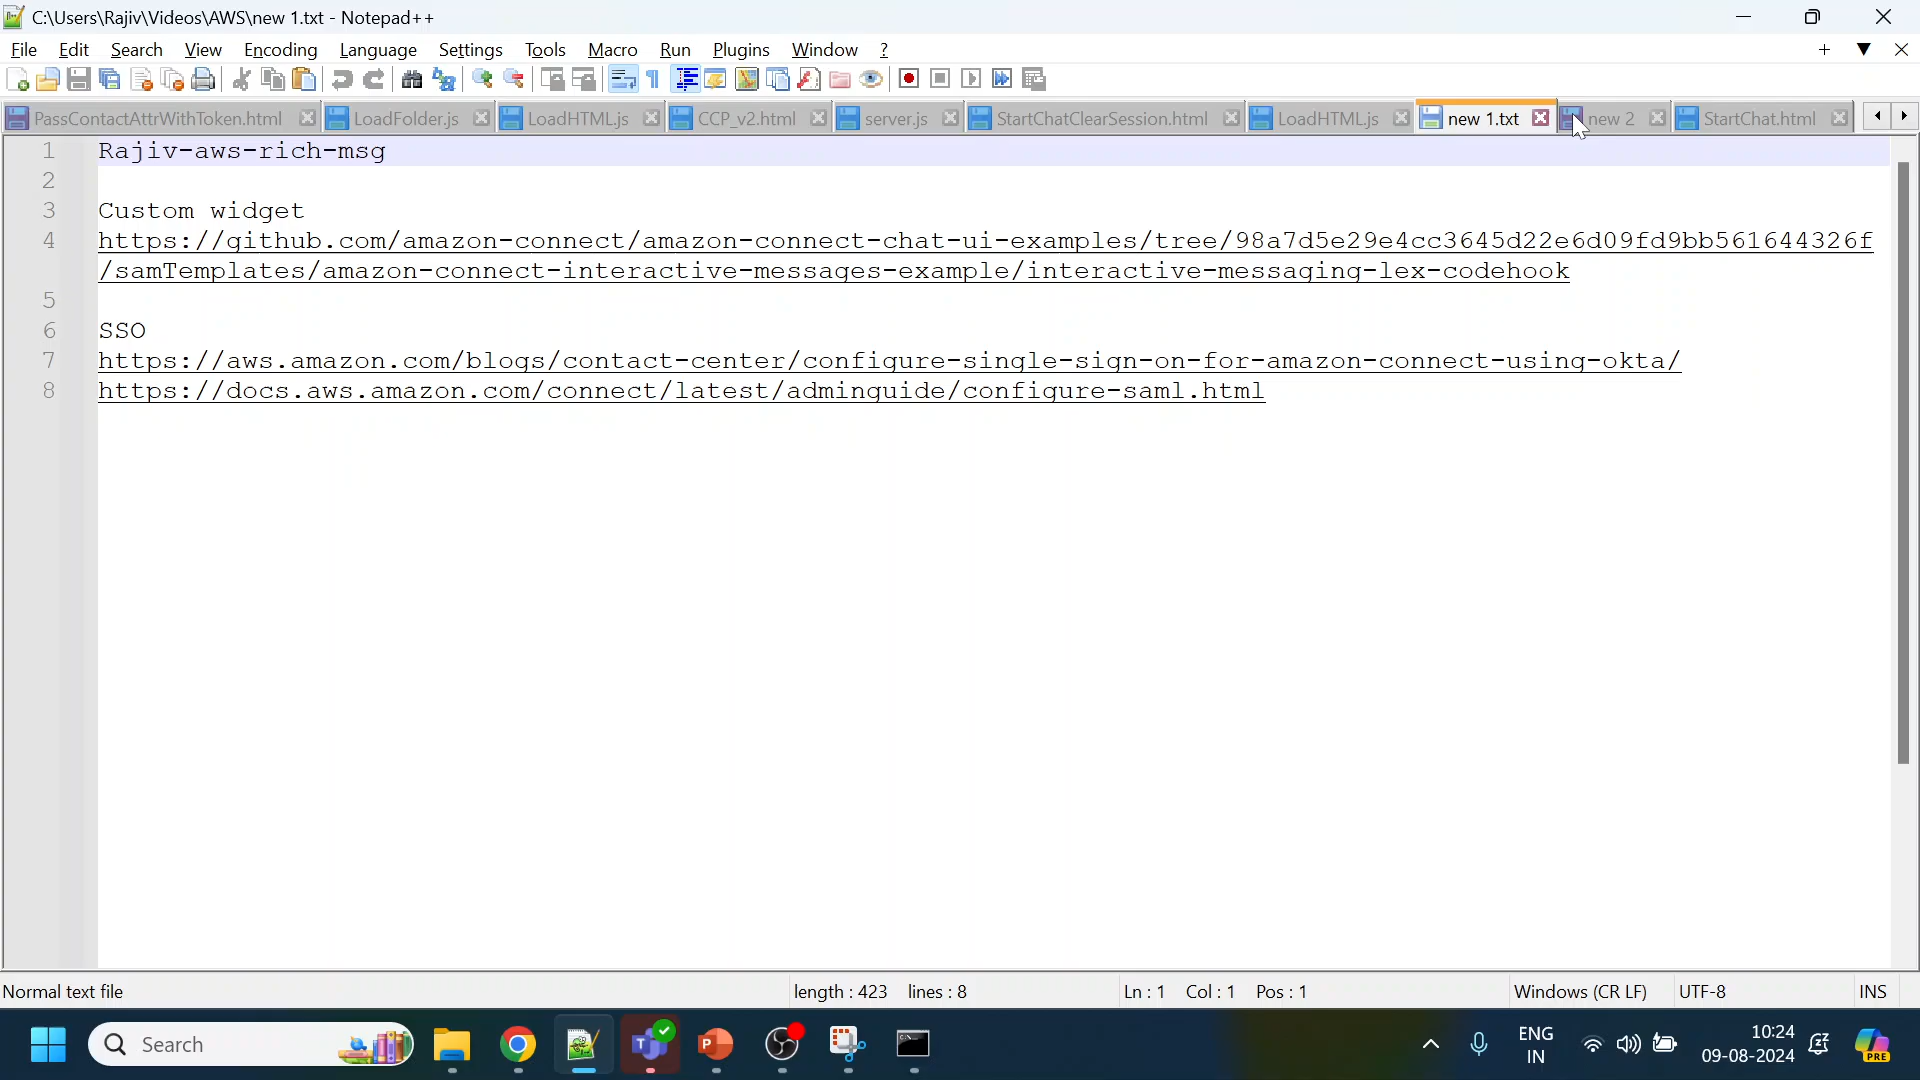 C:\Users\Rajiv\Videos\AWS\new 1.txt - Notepad++
File Edit Search View Encoding Language Settings Tools Macro Run Plugins Window ?
PassContactAttrWithToken.html LoadFolder.js LoadHTML.js CCP_v2.html server.js StartChatClearSession.html LoadHTML.js new 1.txt new 2 StartChat.html
1 Rajiv-aws-rich-msg
2
3 Custom widget
4 https://github.com/amazon-connect/amazon-connect-chat-ui-examples/tree/98a7d5e29e4cc3645d22e6d09fd9bb561644326f
/samTemplates/amazon-connect-interactive-messages-example/interactive-messaging-lex-codehook
5
6 SSO
7 https://aws.amazon.com/blogs/contact-center/configure-single-sign-on-for-amazon-connect-using-okta/
8 https://docs.aws.amazon.com/connect/latest/adminguide/configure-saml.html
Normal text file length : 423 lines : 8 Ln : 1 Col : 1 Pos : 1 Windows (CR LF) UTF-8 INS
Search ENG 10:24
IN 09-08-2024 PRE